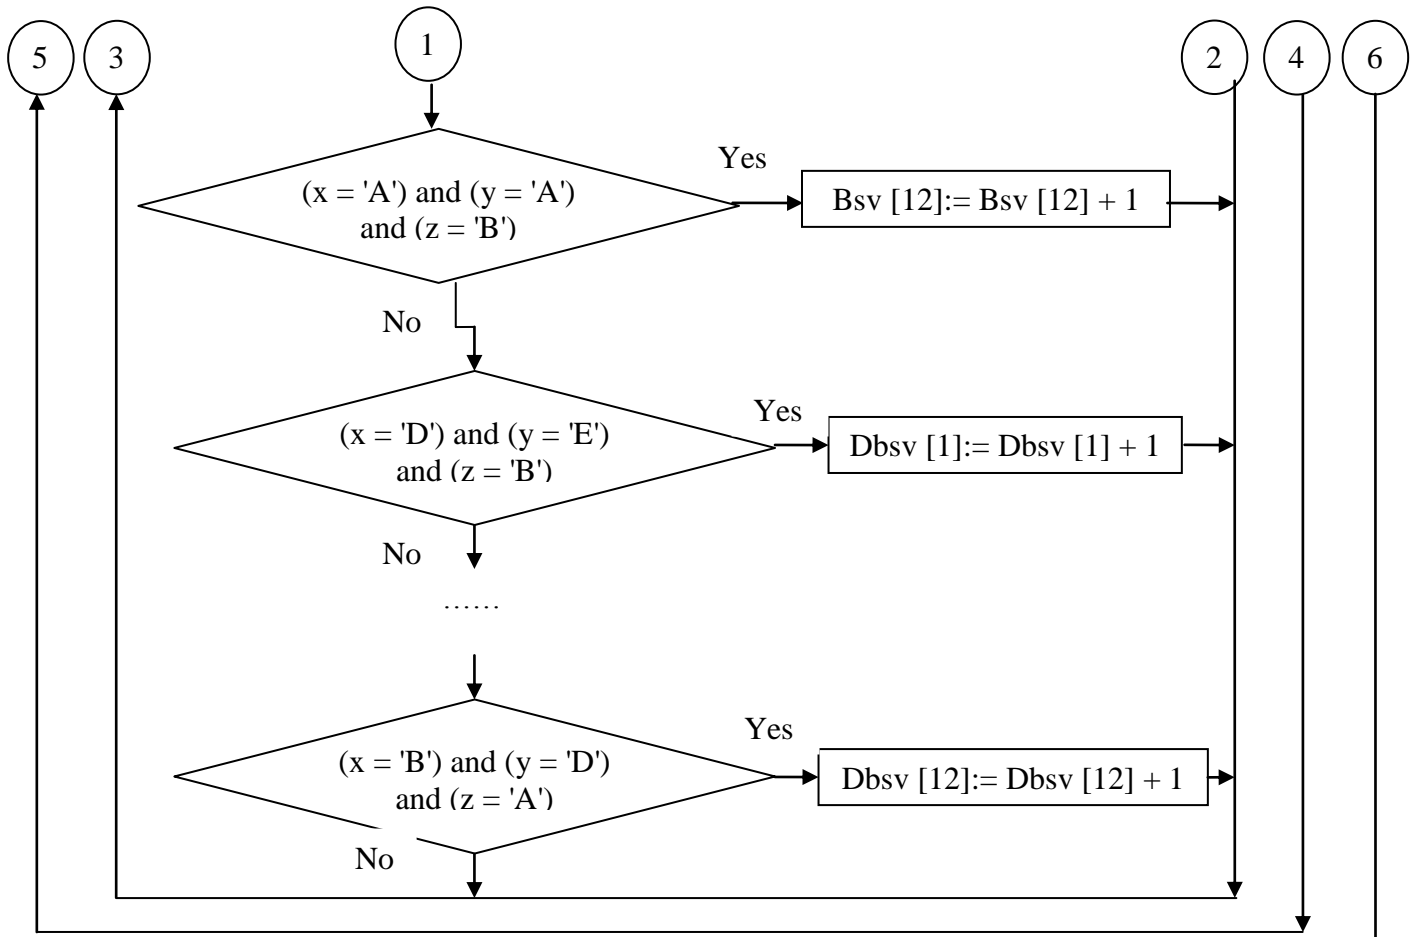 5
3
1
2
4
6
(x = 'A') and (y = 'A')
and (z = 'B')
Yes
Bsv [12]:= Bsv [12] + 1
No
(x = 'D') and (y = 'E')
and (z = 'B')
Yes
Dbsv [1]:= Dbsv [1] + 1
No
......
(x = 'B') and (y = 'D')
and (z = 'A')
Yes
Dbsv [12]:= Dbsv [12] + 1
No